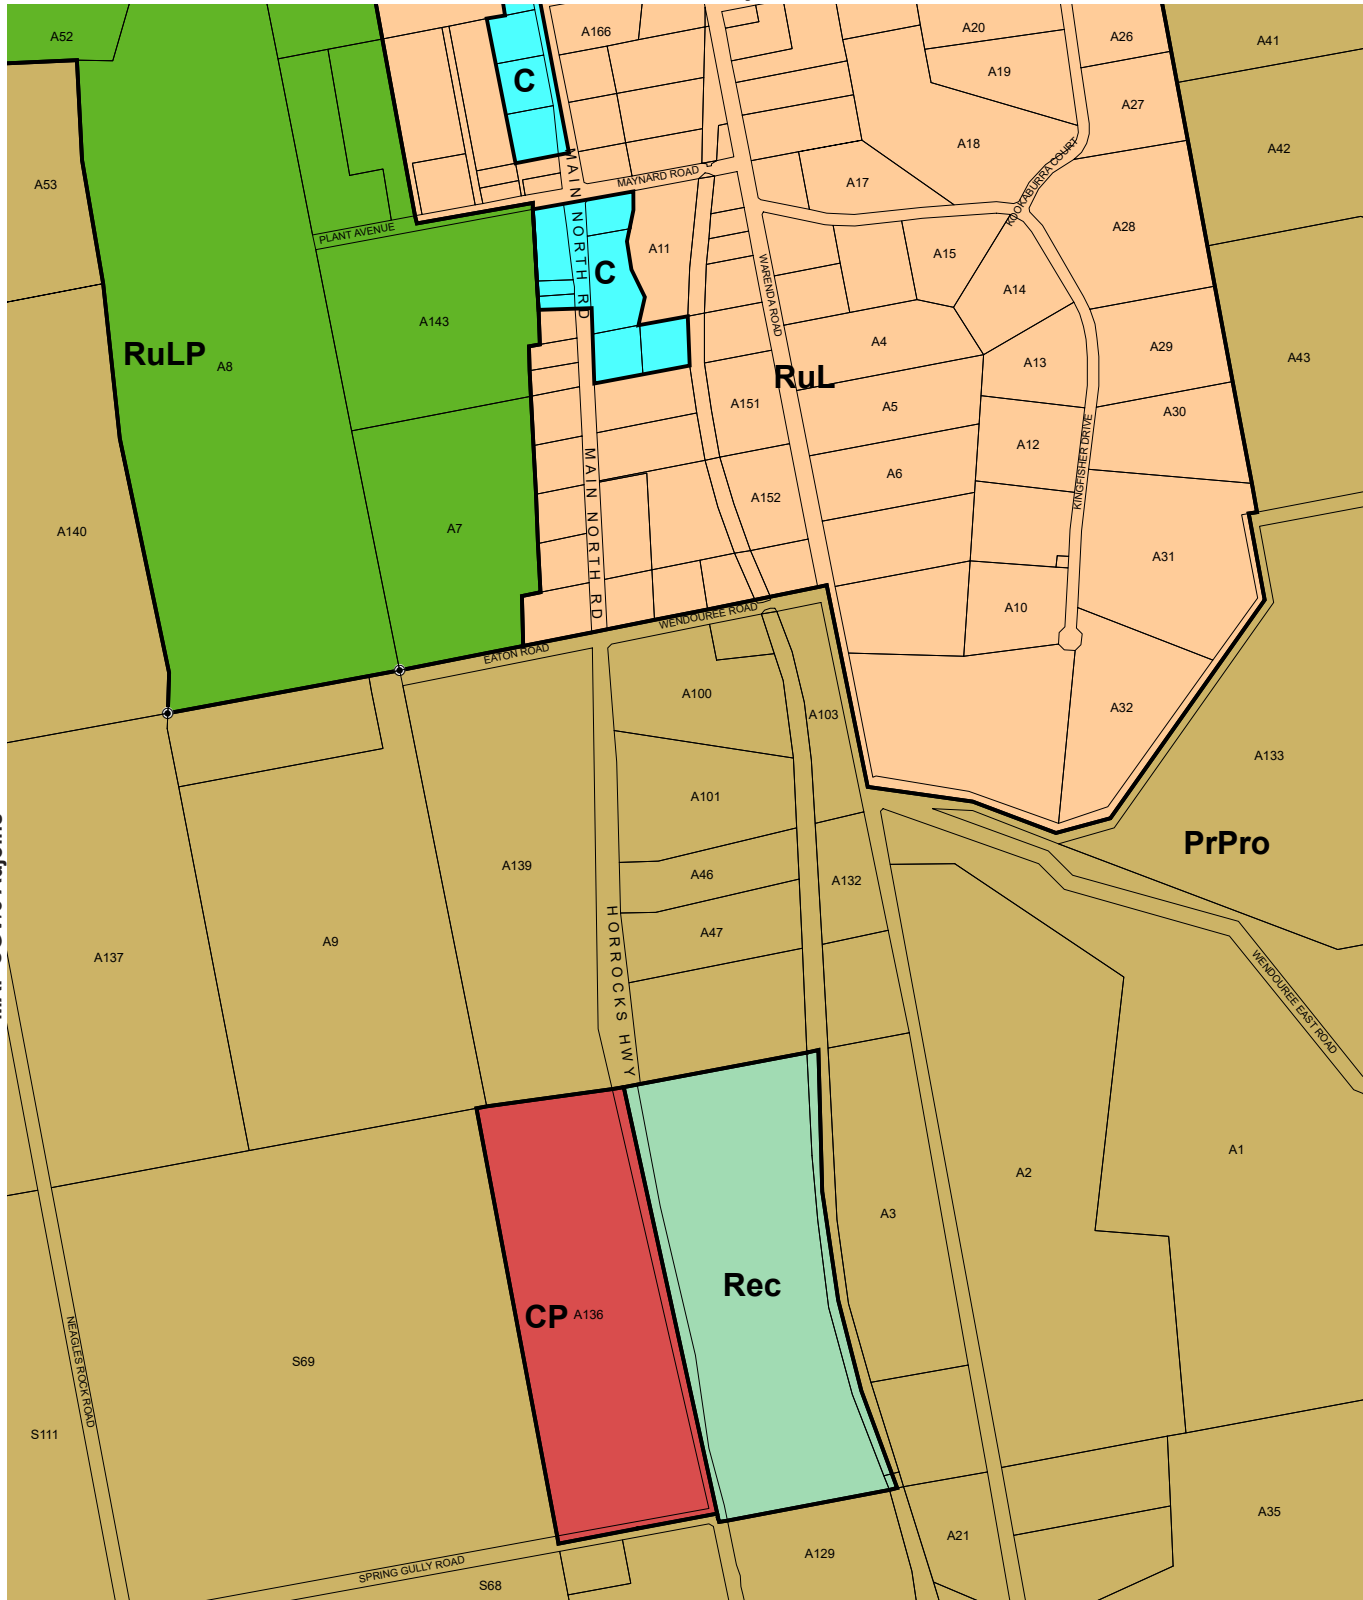 A52
A166
A20
A26
A41
C
A19
A27
A18
A42
A53
MAIN NORTH RD
MAYNARD ROAD
A17
KOOKABURRA COURT
PLANT AVENUE
A11
A28
C
A15
WARENDA ROAD
A14
A143
A4
A29
RuLP
A8
A13
A43
RuL
A151
A5
A30
A12
KINGFISHER DRIVE
MAIN NORTH RD
A6
A152
A140
A7
A31
A10
WENDOUREE ROAD
EATON ROAD
A100
A103
A32
A133
A101
PrPro
A139
A46
A132
A47
A9
A137
HORROCKS HWY
WENDOUREE EAST ROAD
A1
A2
A3
Rec
CP
A136
NEAGLES ROCK ROAD
S69
S111
A35
A21
A129
SPRING GULLY ROAD
S68